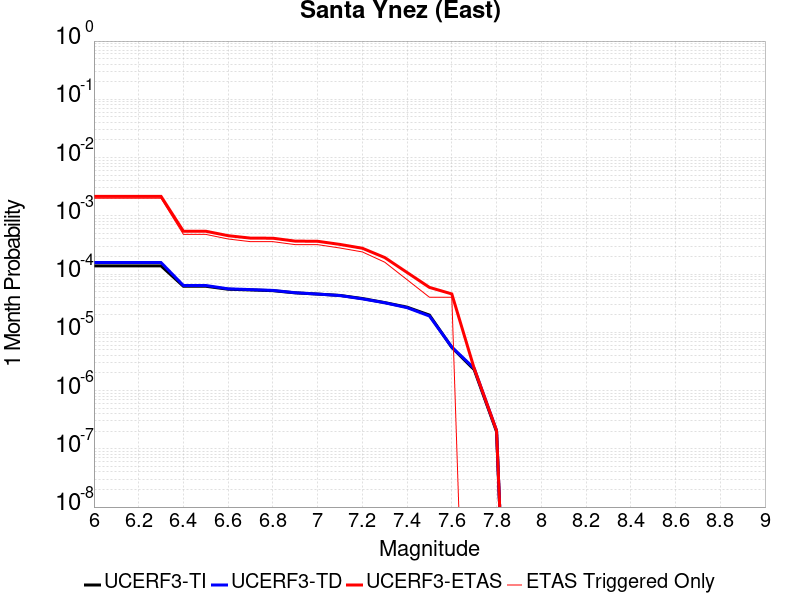 Santa Ynez (East)
10^0
10^-1
10^-2
10^-3
10^-4
10^-5
10^-6
10^-7
10^-8
1 Month Probability
6 6.2 6.4 6.6 6.8 7 7.2 7.4 7.6 7.8 8 8.2 8.4 8.6 8.8 9
Magnitude
UCERF3-TI UCERF3-TD UCERF3-ETAS ETAS Triggered Only